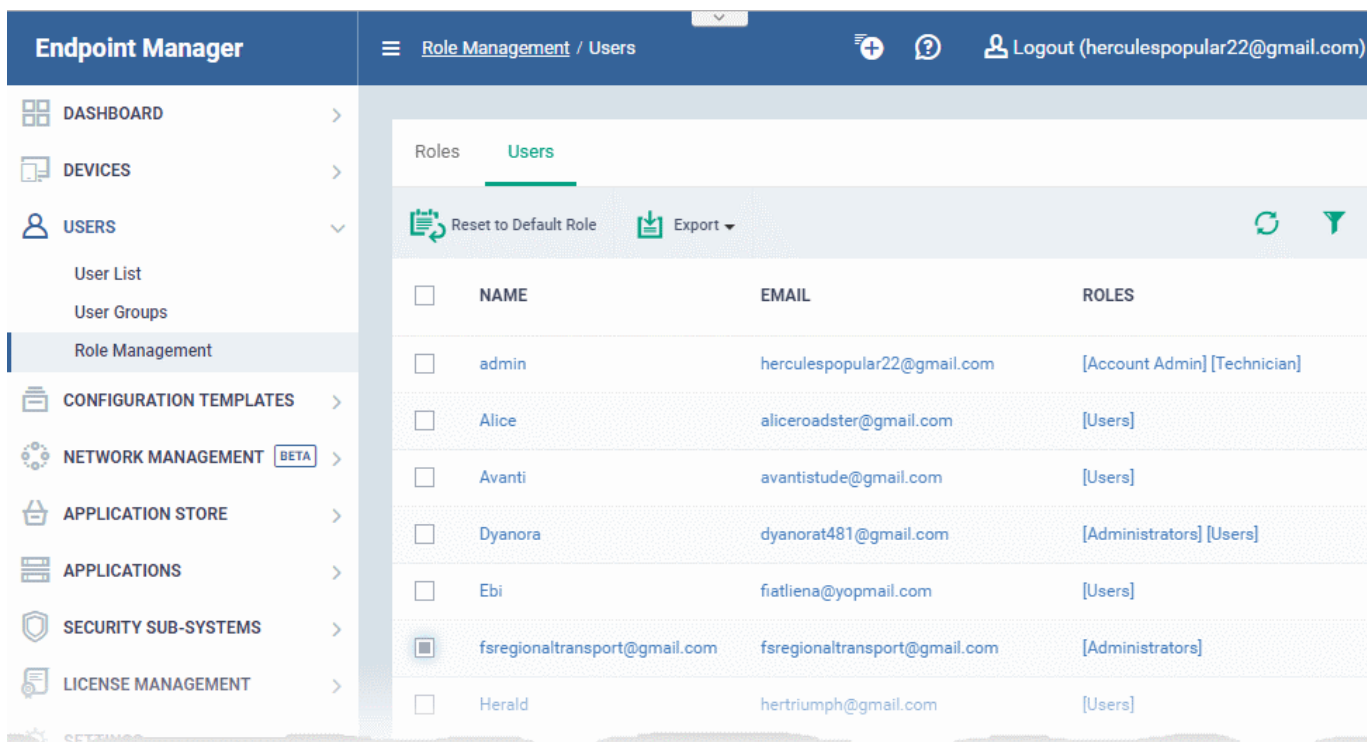 Endpoint Manager
Role Management / Users
Logout (herculespopular22@gmail.com)
DASHBOARD
DEVICES
USERS
User List
User Groups
Role Management
CONFIGURATION TEMPLATES
NETWORK MANAGEMENT BETA
APPLICATION STORE
APPLICATIONS
SECURITY SUB-SYSTEMS
LICENSE MANAGEMENT
SETTINGS
Roles Users
Reset to Default Role Export
NAME EMAIL ROLES
admin herculespopular22@gmail.com [Account Admin] [Technician]
Alice aliceroadster@gmail.com [Users]
Avanti avantistude@gmail.com [Users]
Dyanora dyanorat481@gmail.com [Administrators] [Users]
Ebi fiatliena@yopmail.com [Users]
fsregionaltransport@gmail.com fsregionaltransport@gmail.com [Administrators]
Herald hertriumph@gmail.com [Users]